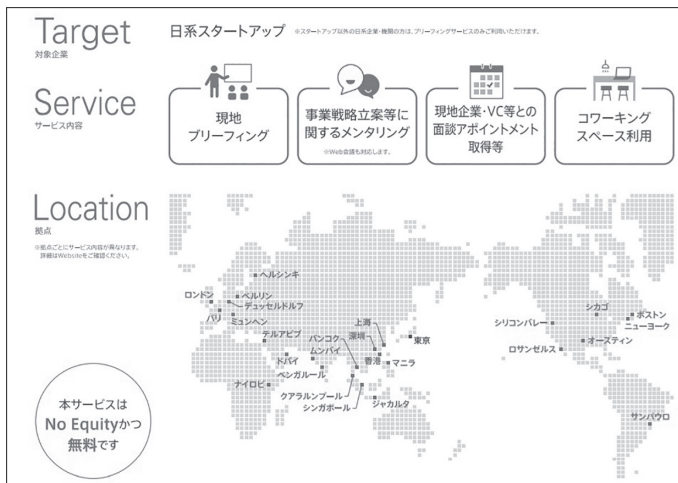 Target
対象企業
日系スタートアップ ※スタートアップ以外の日系企業・機関の方は、ブリーフィングサービスのみご利用いただけます。
Service
サービス内容
現地
ブリーフィング
事業戦略立案等に
関するメンタリング
※Web会議も対応します。
現地企業・VC等との
面談アポイントメント
取得等
コワーキング
スペース利用
Location
拠点
※拠点ごとにサービス内容が異なります。
詳細はWebsiteをご確認ください。
ヘルシンキ
ロンドン
ベルリン
デュッセルドルフ
パリ
ミュンヘン
テルアビブ
ドバイ
ムンバイ
ベンガルール
ナイロビ
バンコク
深圳
上海
香港
東京
マニラ
クアラルンプール
シンガポール
ジャカルタ
シリコンバレー
ロサンゼルス
シカゴ
ボストン
ニューヨーク
オースティン
サンパウロ
本サービスは
No Equityかつ
無料です